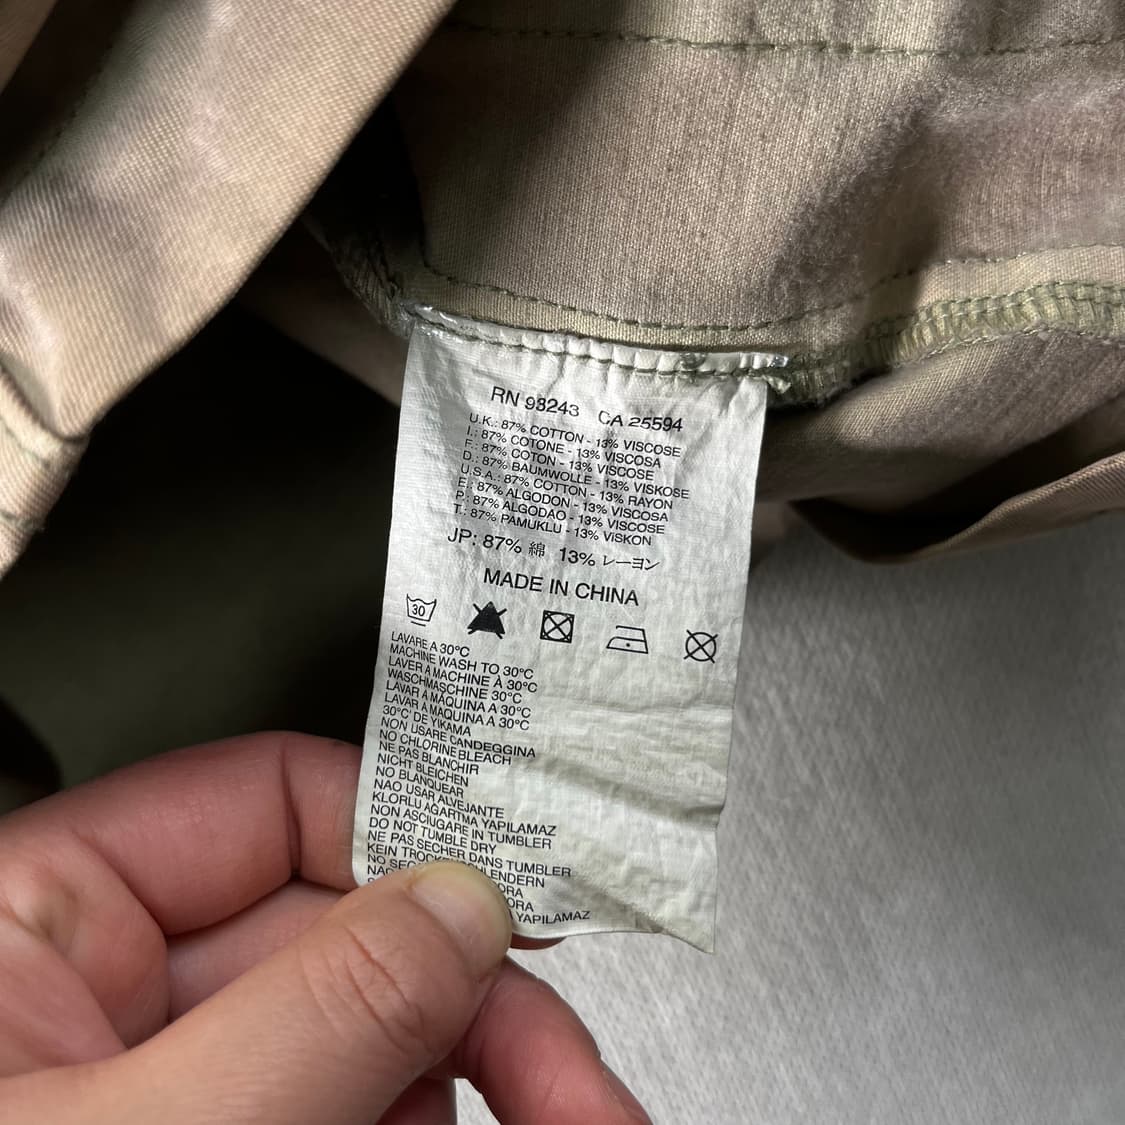 RN 93243 CA 25594
U.K.: 87% COTTON - 13% VISCOSE
I.: 87% COTONE - 13% VISCOSA
F.: 87% COTON - 13% VISCOSE
D.: 87% BAUMWOLLE - 13% VISKOSE
U.S.A.: 87% COTTON - 13% RAYON
E.: 87% ALGODON - 13% VISCOSA
P.: 87% ALGODAO - 13% VISCOSE
T.: 87% PAMUKLU - 13% VİSKON
JP: 87% 綿 13% レーヨン
MADE IN CHINA
30
LAVARE A 30°C
MACHINE WASH TO 30°C
LAVER A MACHINE À 30°C
WASCHMASCHINE 30°C
LAVAR A MÁQUINA A 30°C
LAVAR A MAQUINA A 30°C
30°C' DE YIKAMA
NON USARE CANDEGGINA
NO CHLORINE BLEACH
NE PAS BLANCHIR
NICHT BLEICHEN
NO BLANQUEAR
NAO USAR ALVEJANTE
KLORLU AĞARTMA YAPILAMAZ
NON ASCIUGARE IN TUMBLER
DO NOT TUMBLE DRY
NE PAS SECHER DANS TUMBLER
KEIN
NO
YAPILAMAZ